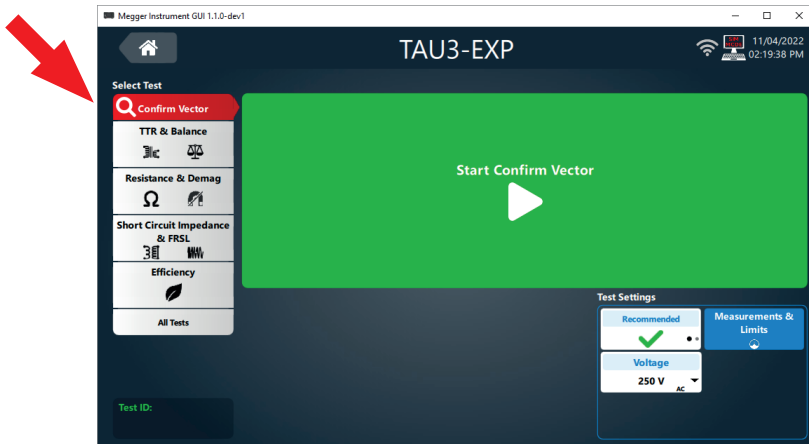 Megger Instrument GUI 1.1.0-dev1
TAU3-EXP
11/04/2022
02:19:38 PM
Select Test
Confirm Vector
TTR & Balance
Resistance & Demag
Ω
Short Circuit Impedance
& FRSL
Efficiency
All Tests
Start Confirm Vector
Test Settings
Recommended
Measurements &
Limits
Voltage
250 V
AC
Test ID: